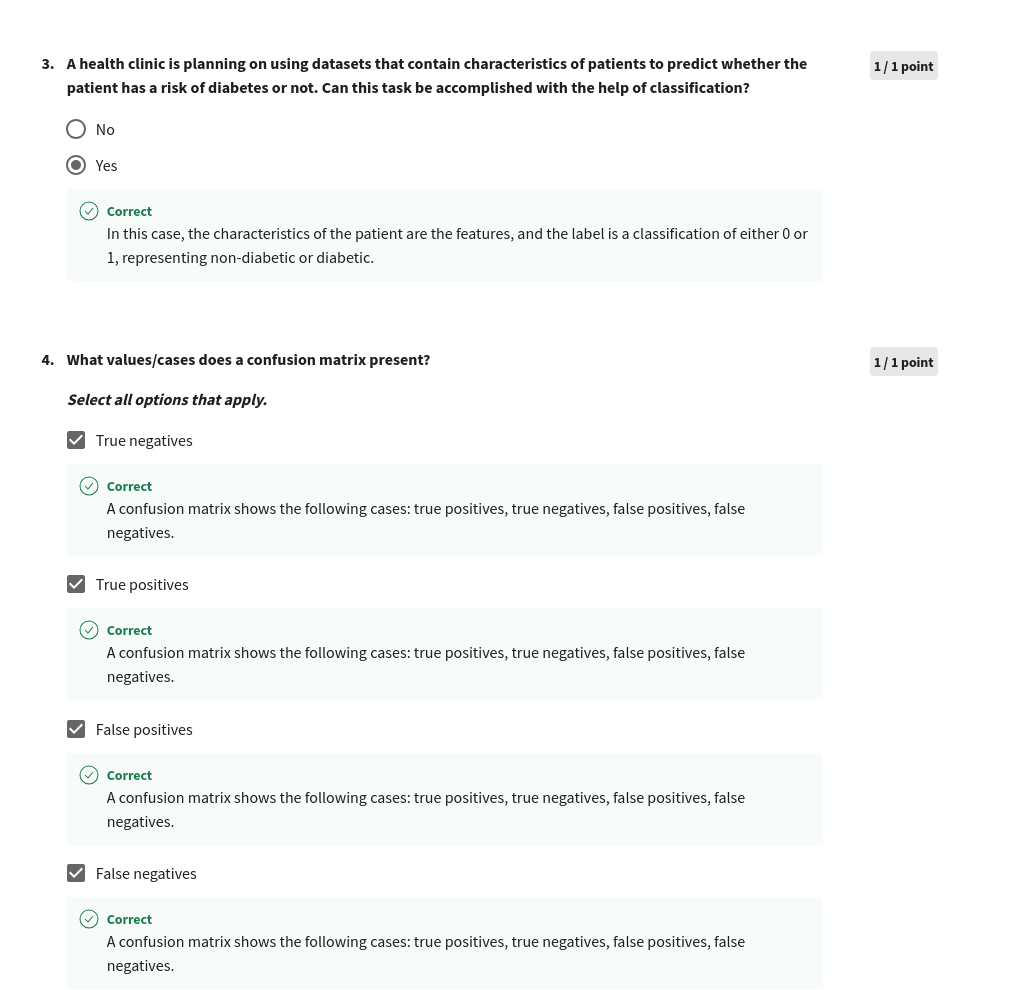 3. A health clinic is planning on using datasets that contain characteristics of patients to predict whether the
1 / 1 point
patient has a risk of diabetes or not. Can this task be accomplished with the help of classification?
No
Yes
Correct
In this case, the characteristics of the patient are the features, and the label is a classification of either 0 or
1, representing non-diabetic or diabetic.
4. What values/cases does a confusion matrix present?
1 / 1 point
Select all options that apply.
True negatives
Correct
A confusion matrix shows the following cases: true positives, true negatives, false positives, false
negatives.
True positives
Correct
A confusion matrix shows the following cases: true positives, true negatives, false positives, false
negatives.
False positives
Correct
A confusion matrix shows the following cases: true positives, true negatives, false positives, false
negatives.
False negatives
Correct
A confusion matrix shows the following cases: true positives, true negatives, false positives, false
negatives.